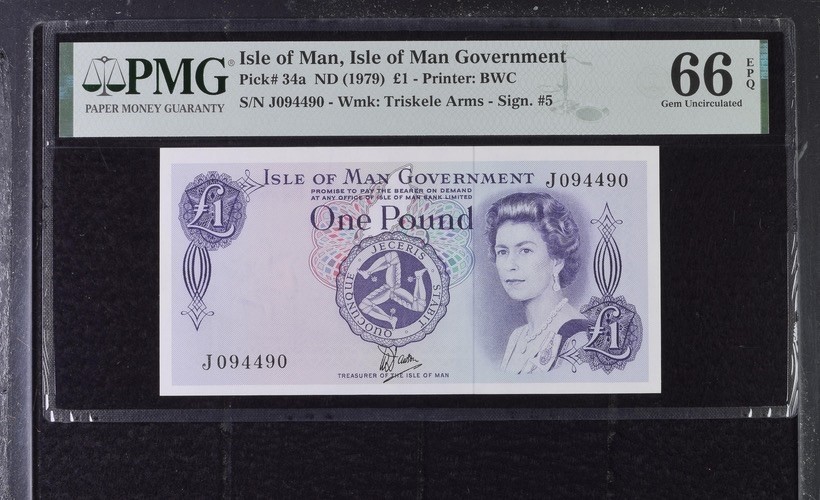 PMG®
PAPER MONEY GUARANTY
Isle of Man, Isle of Man Government
Pick# 34a ND (1979) £1 - Printer: BWC
S/N J094490 - Wmk: Triskele Arms - Sign. #5
66
EPQ
Gem Uncirculated
£1
ISLE OF MAN GOVERNMENT
J094490
PROMISE TO PAY THE BEARER ON DEMAND
AT ANY OFFICE OF ISLE OF MAN BANK LIMITED
One Pound
QUOCUNQUE JECERIS STABIT
J094490
TREASURER OF THE ISLE OF MAN
£1